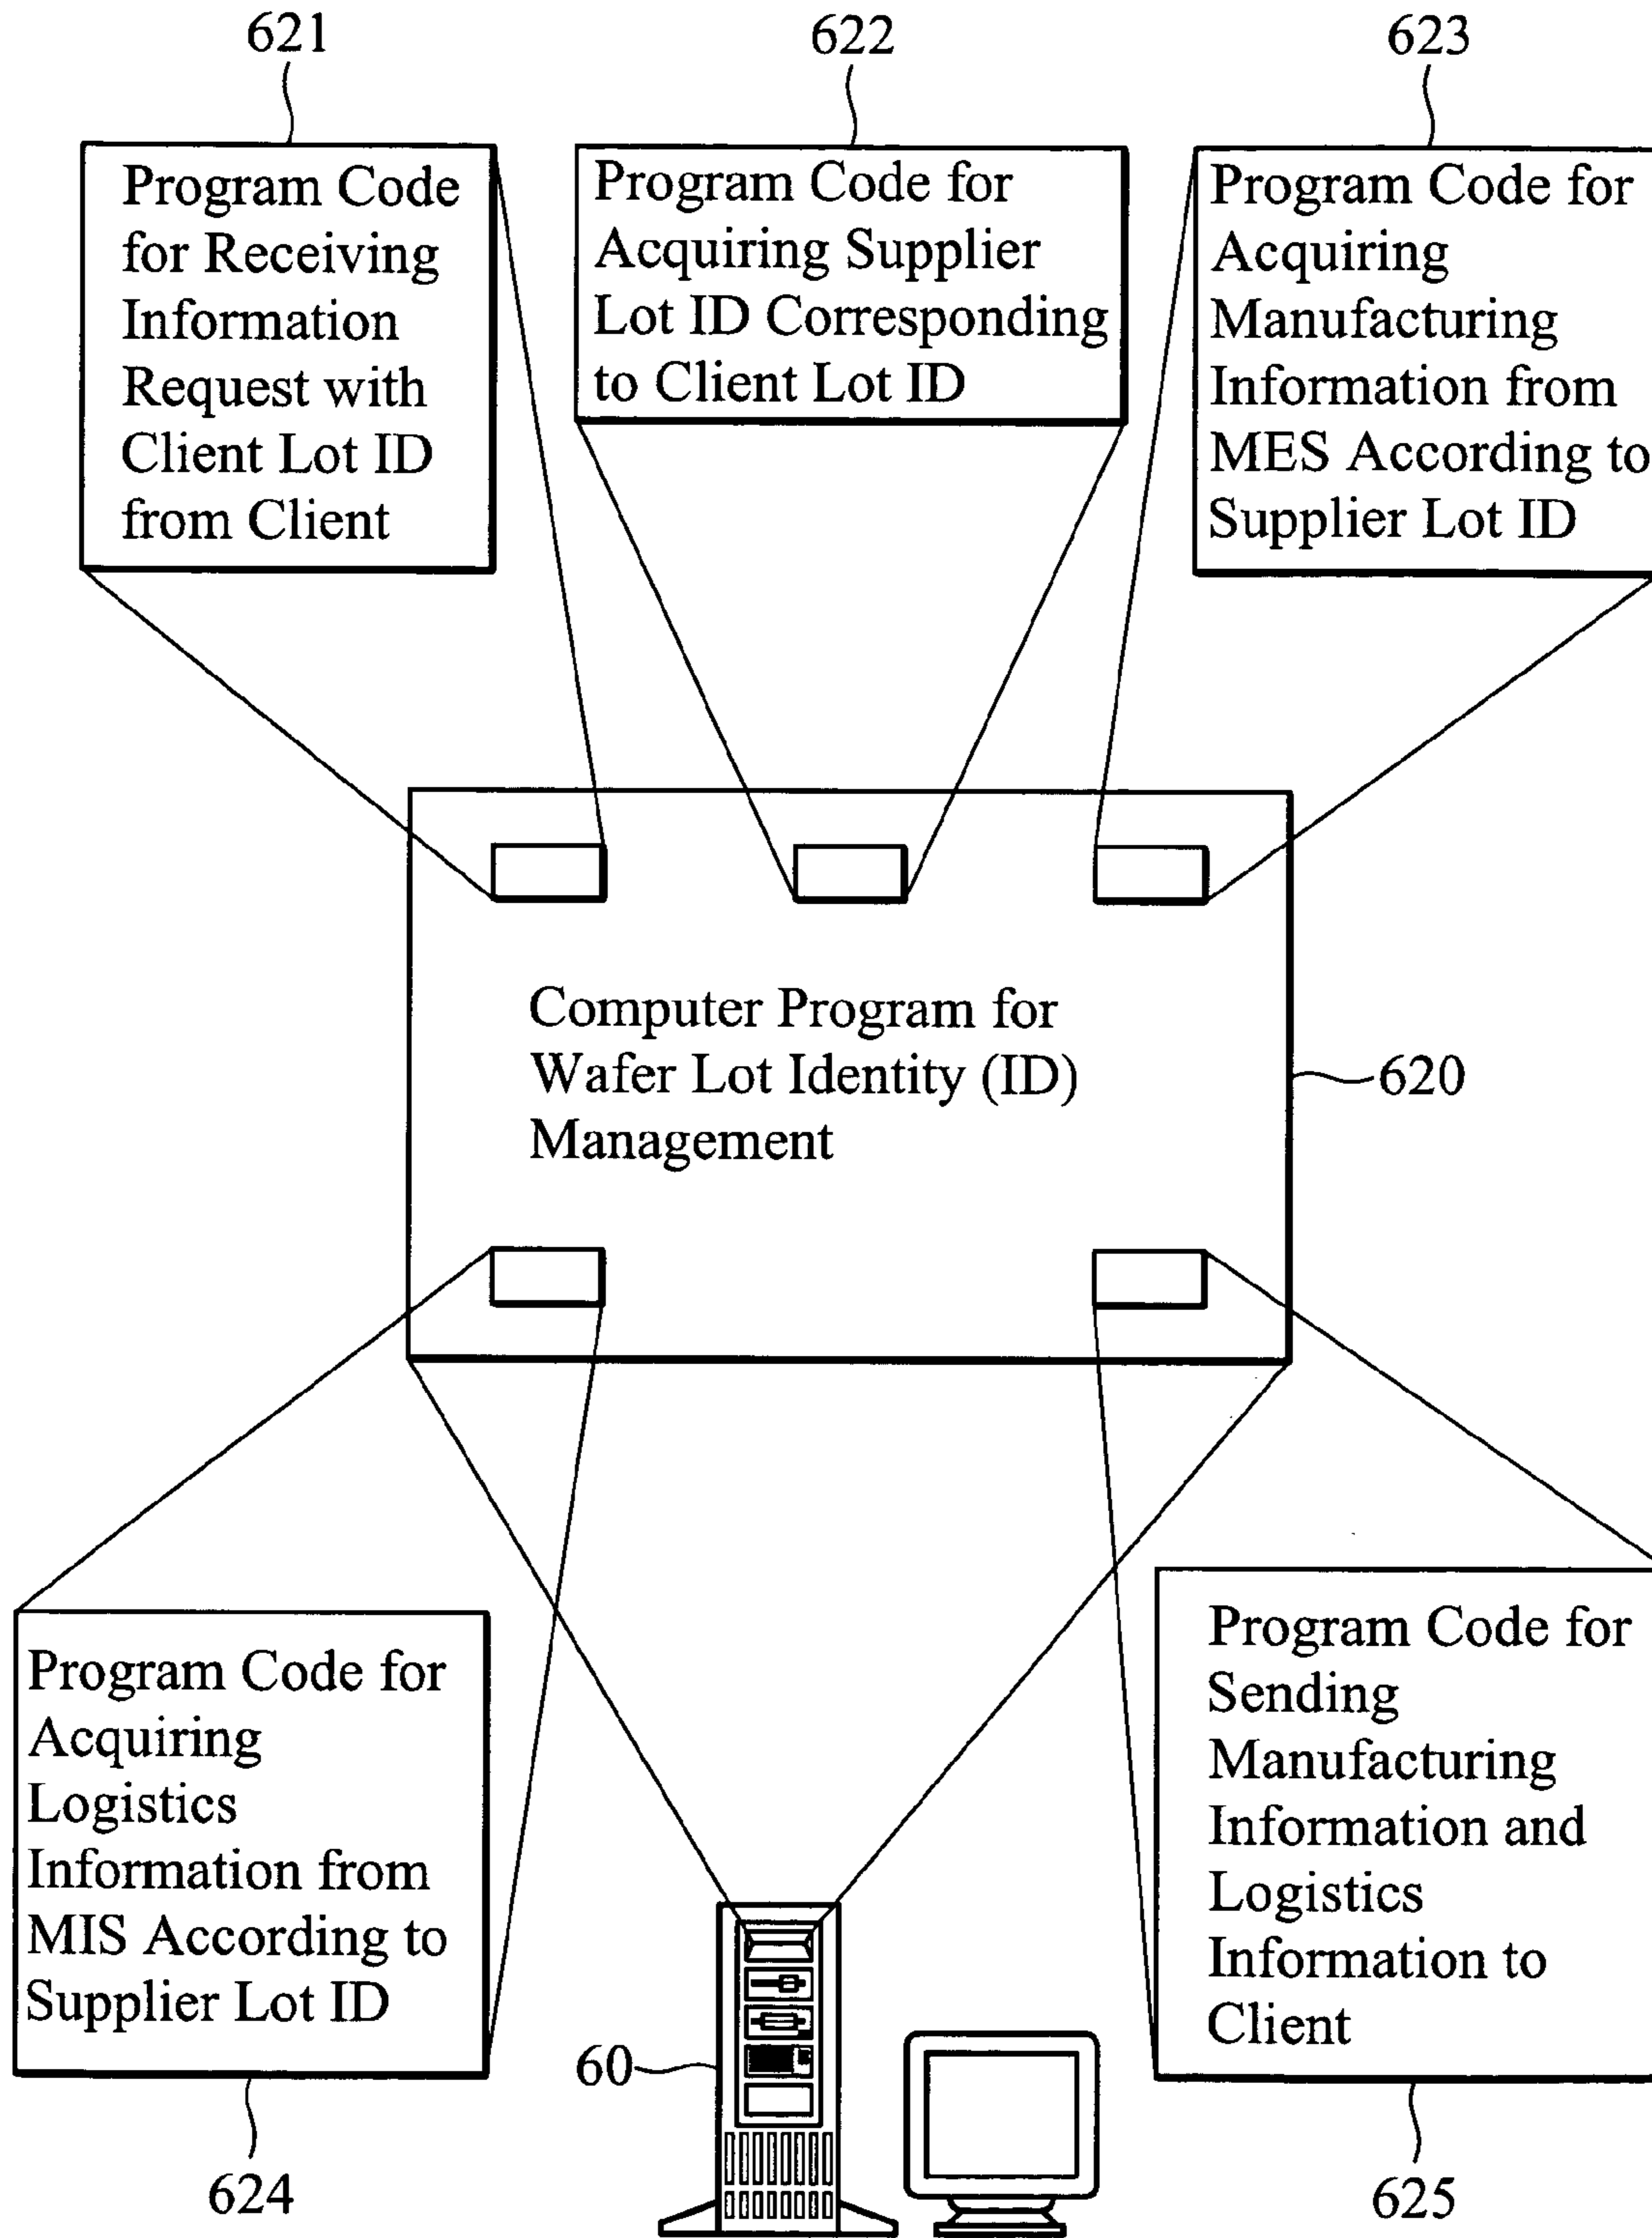 621
622
623
Program Code
for Receiving
Information
Request with
Client Lot ID
from Client
Program Code for
Acquiring Supplier
Lot ID Corresponding
to Client Lot ID
Program Code for
Acquiring
Manufacturing
Information from
MES According to
Supplier Lot ID
Computer Program for
Wafer Lot Identity (ID)
Management
620
Program Code for
Acquiring
Logistics
Information from
MIS According to
Supplier Lot ID
Program Code for
Sending
Manufacturing
Information and
Logistics
Information to
Client
60
624
625